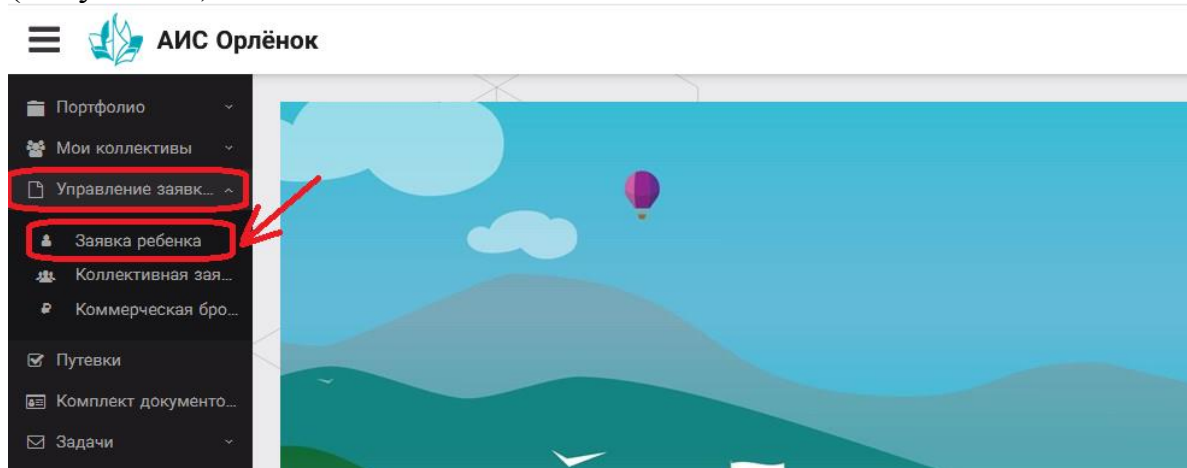 АИС Орлёнок
Портфолио
Мои коллективы
Управление заявк...
Заявка ребенка
Коллективная зая...
Коммерческая бро...
Путевки
Комплект документо...
Задачи